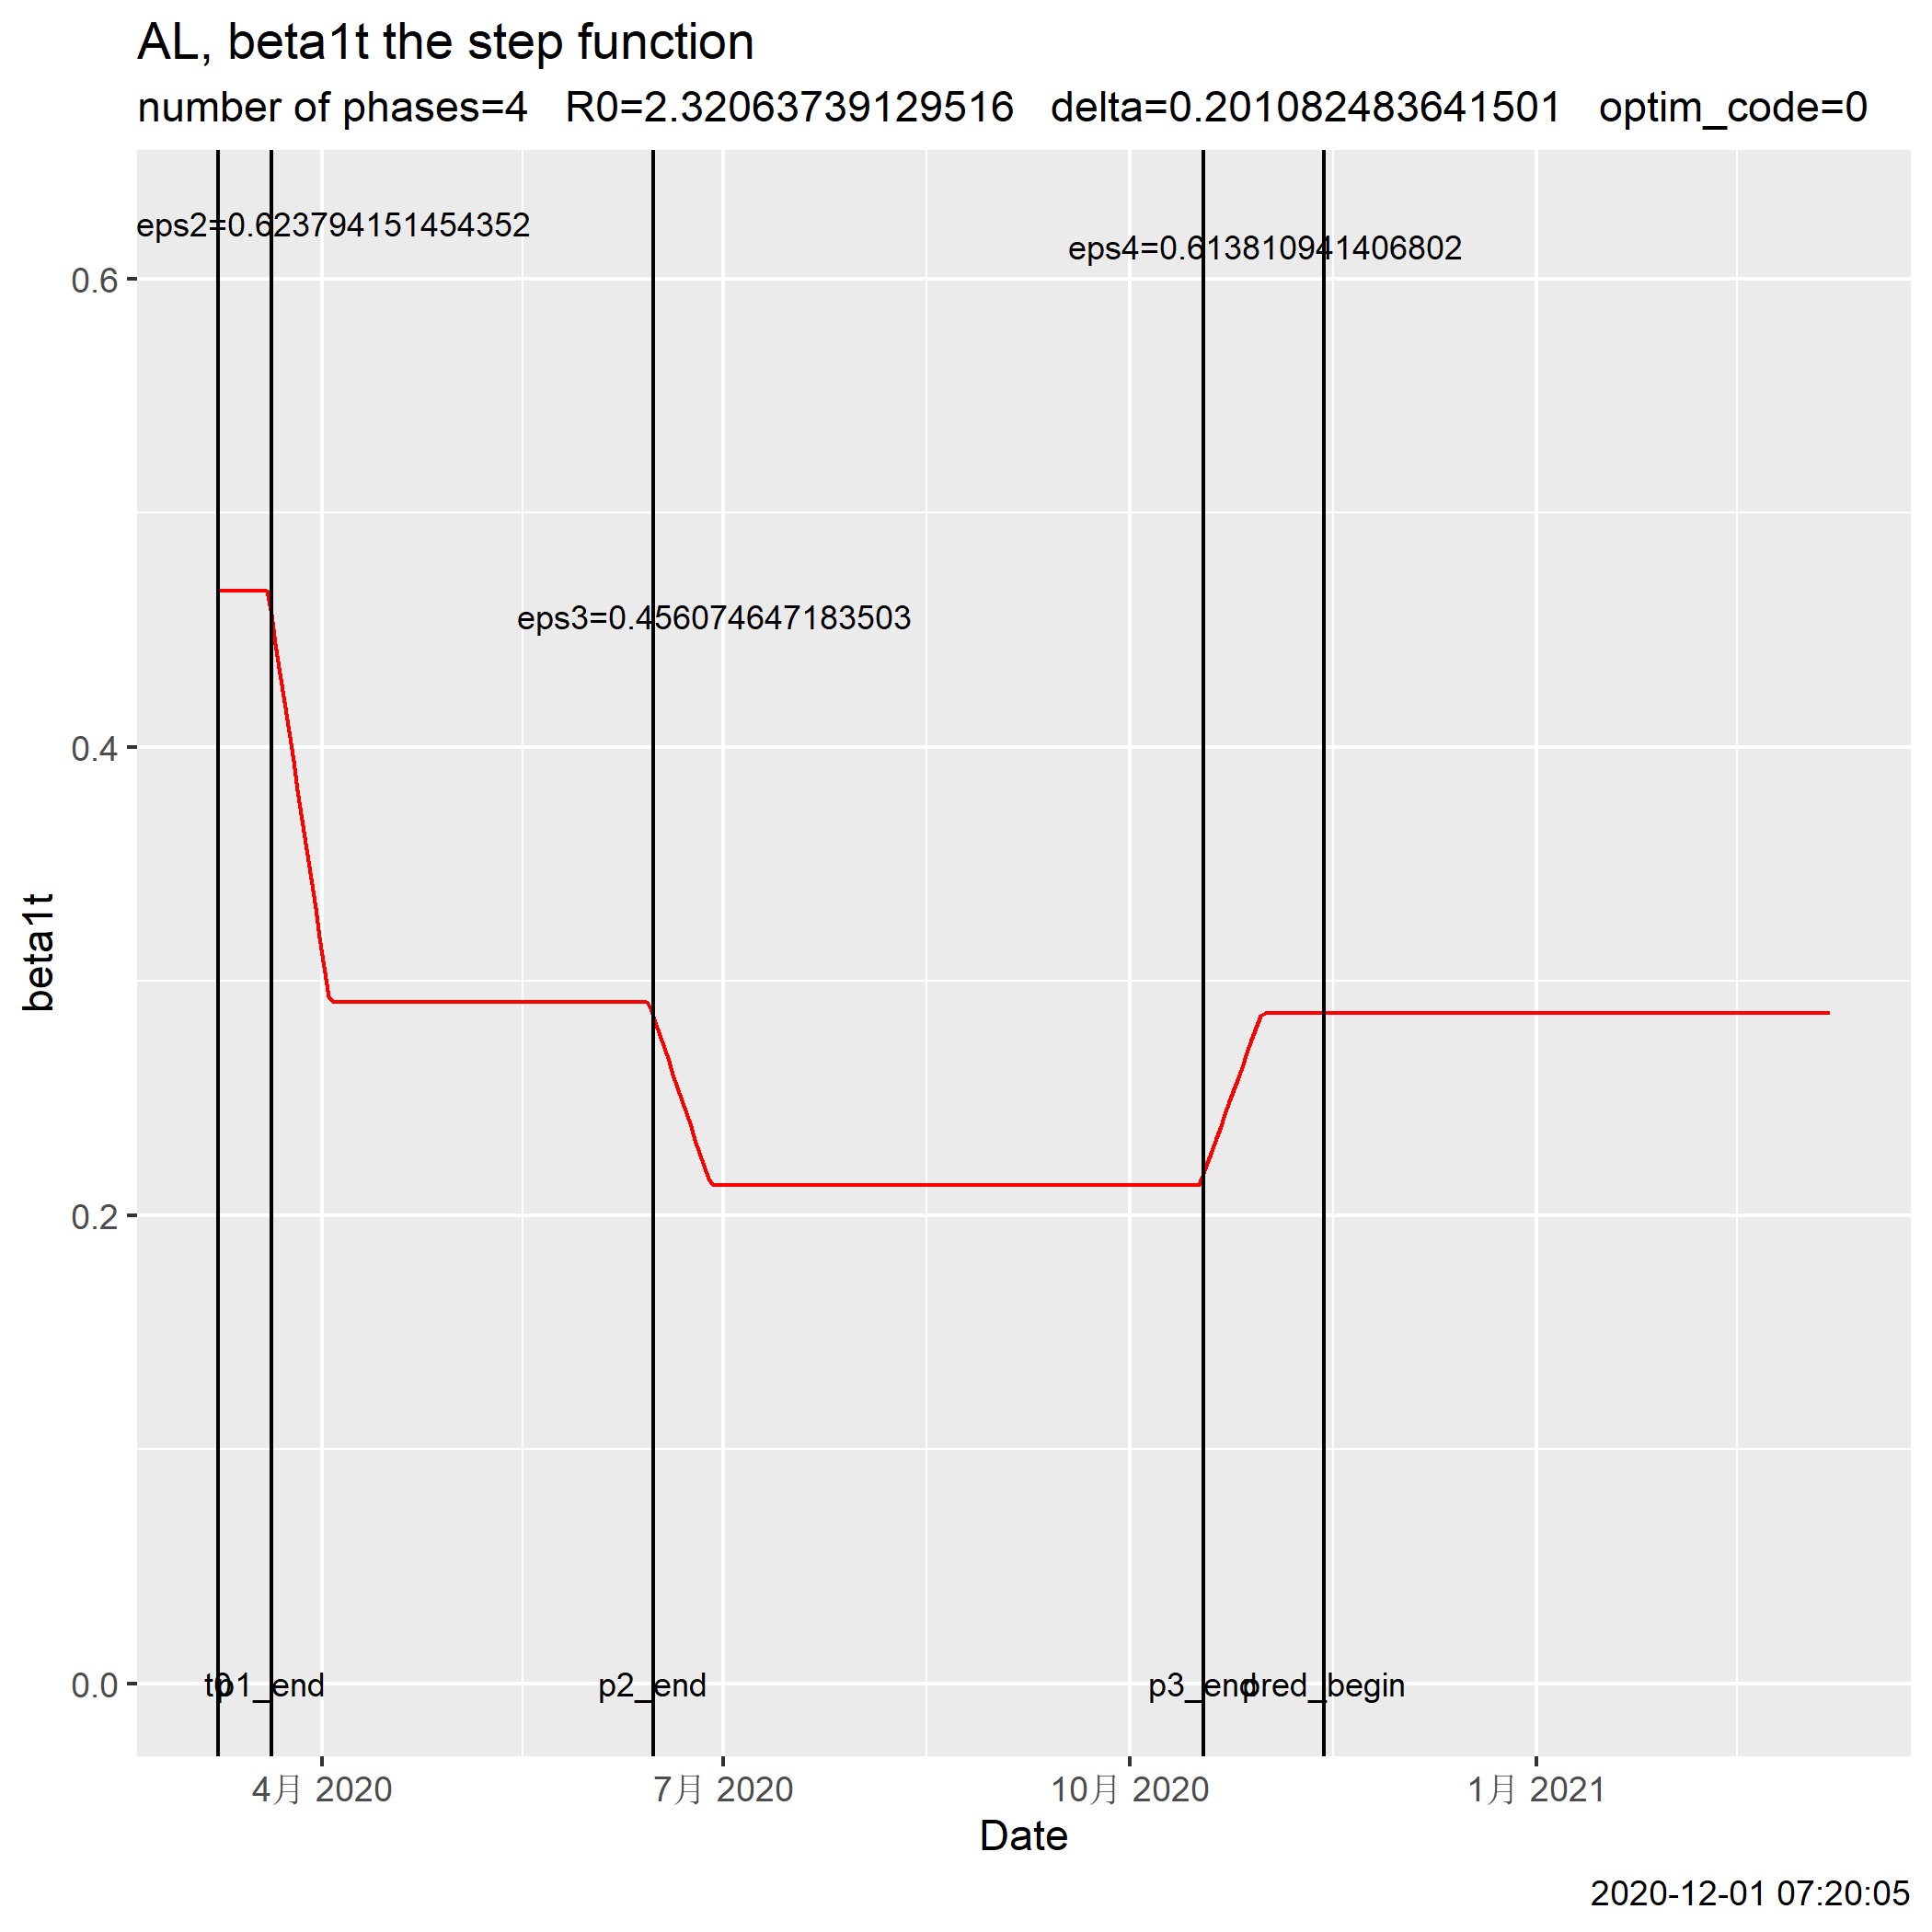 AL, beta1t the step function
number of phases=4   R0=2.32063739129516   delta=0.201082483641501   optim_code=0
eps2=0.623794151454352
eps4=0.613810941406802
0.6
eps3=0.456074647183503
0.4
beta1t
0.2
0.0
t0 p1_end p2_end p3_end pred_begin
4月 2020 7月 2020 10月 2020 1月 2021
Date
2020-12-01 07:20:05